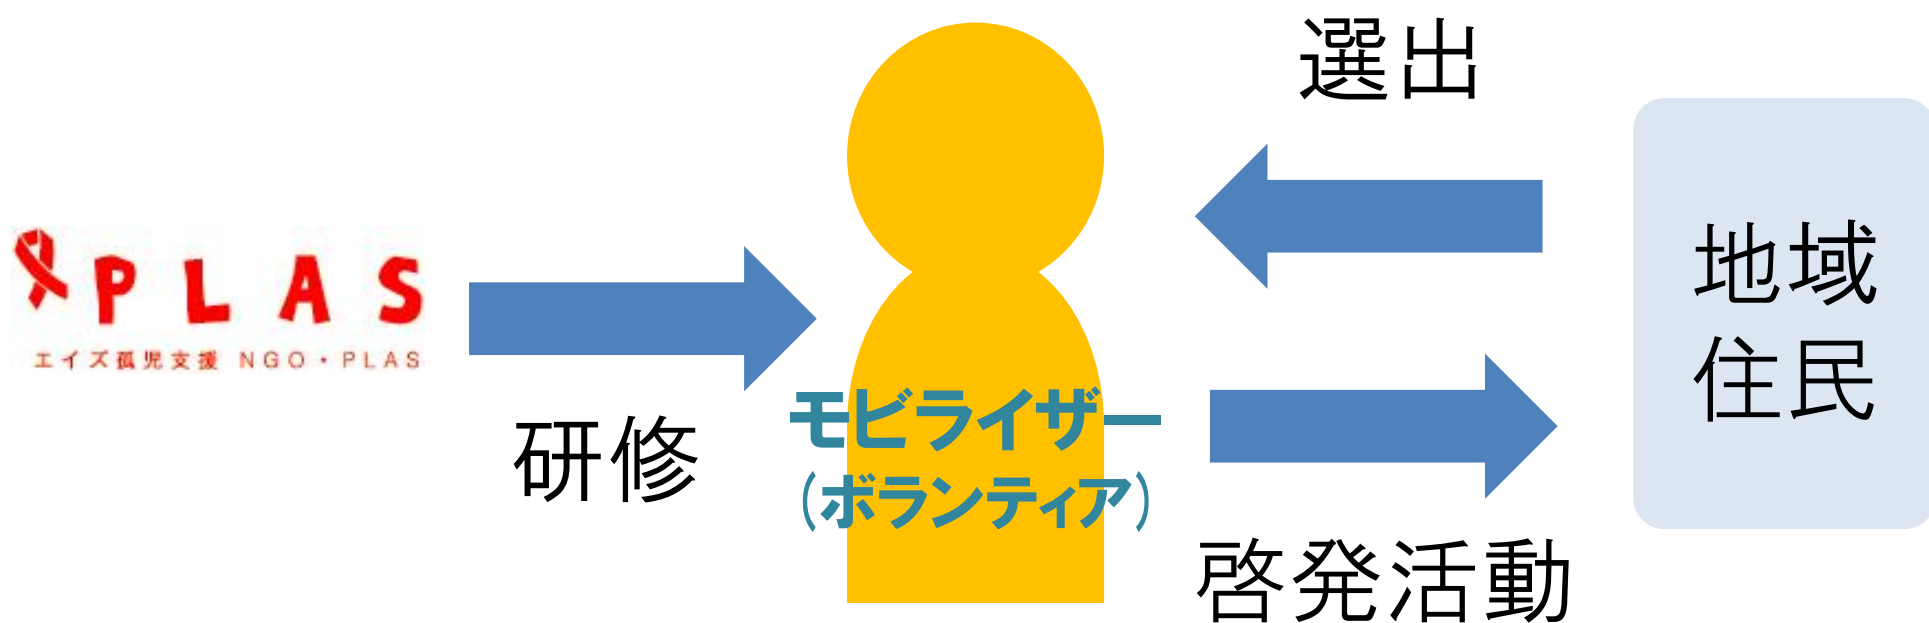 PLAS
エイズ孤児支援 NGO・PLAS
研修
モビライザー
(ボランティア)
選出
啓発活動
地域
住民